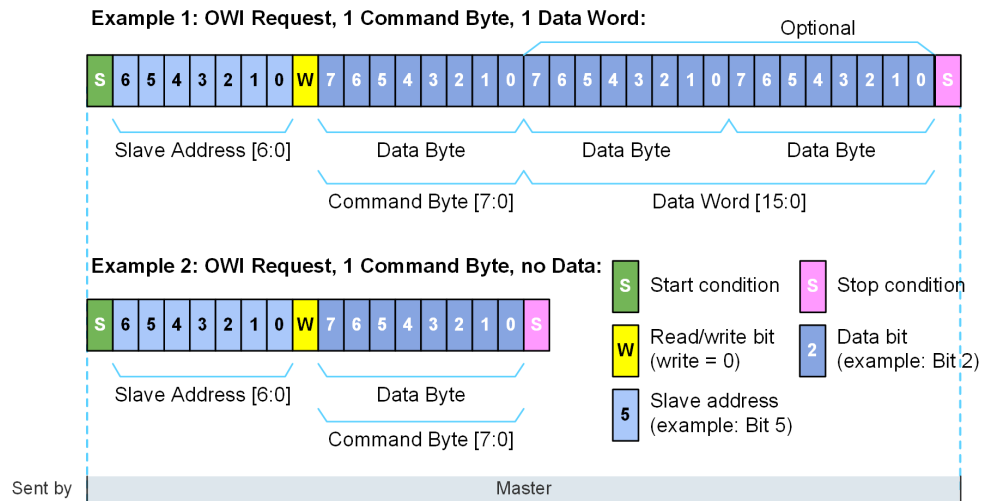 Example 1: OWI Request, 1 Command Byte, 1 Data Word:
Optional
S 6 5 4 3 2 1 0 W 7 6 5 4 3 2 1 0 7 6 5 4 3 2 1 0 7 6 5 4 3 2 1 0 S
Slave Address [6:0] Data Byte Data Byte Data Byte
Command Byte [7:0] Data Word [15:0]
Example 2: OWI Request, 1 Command Byte, no Data:
S 6 5 4 3 2 1 0 W 7 6 5 4 3 2 1 0 S
Slave Address [6:0] Data Byte
Command Byte [7:0]
S Start condition
S Stop condition
W Read/write bit
(write = 0)
2 Data bit
(example: Bit 2)
5 Slave address
(example: Bit 5)
Sent by Master